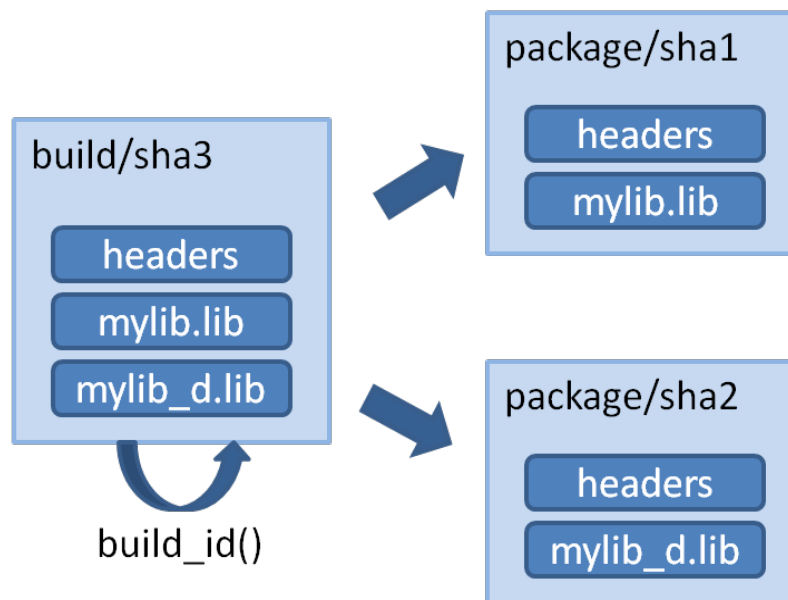 build/sha3
headers
mylib.lib
mylib_d.lib
build_id()
package/sha1
headers
mylib.lib
package/sha2
headers
mylib_d.lib